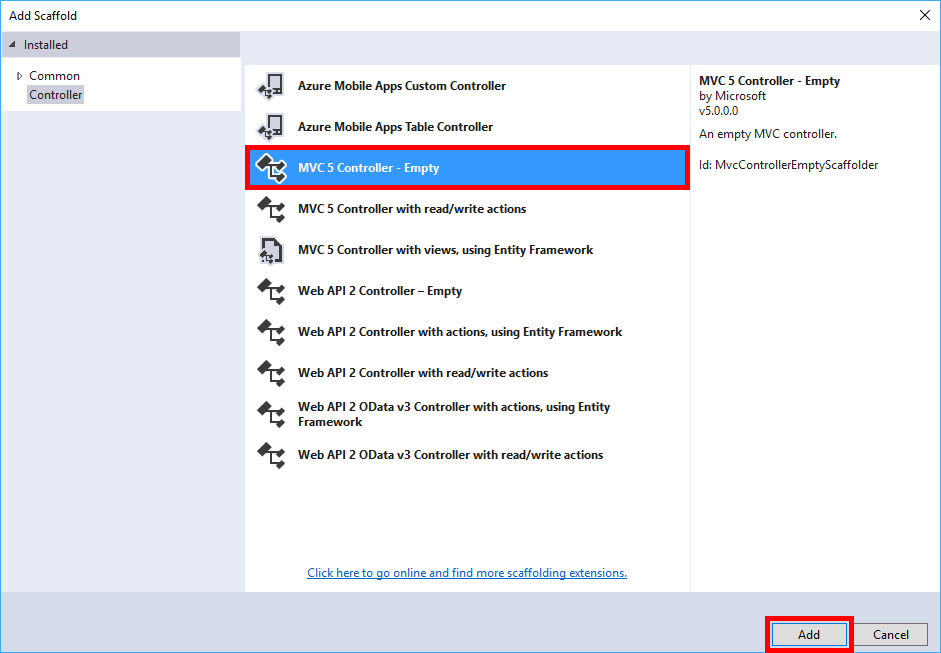 Add Scaffold
Installed
Common
Controller
Azure Mobile Apps Custom Controller
Azure Mobile Apps Table Controller
MVC 5 Controller - Empty
MVC 5 Controller with read/write actions
MVC 5 Controller with views, using Entity Framework
Web API 2 Controller – Empty
Web API 2 Controller with actions, using Entity Framework
Web API 2 Controller with read/write actions
Web API 2 OData v3 Controller with actions, using Entity
Framework
Web API 2 OData v3 Controller with read/write actions
Click here to go online and find more scaffolding extensions.
MVC 5 Controller - Empty
by Microsoft
v5.0.0.0
An empty MVC controller.
Id: MvcControllerEmptyScaffolder
Add
Cancel